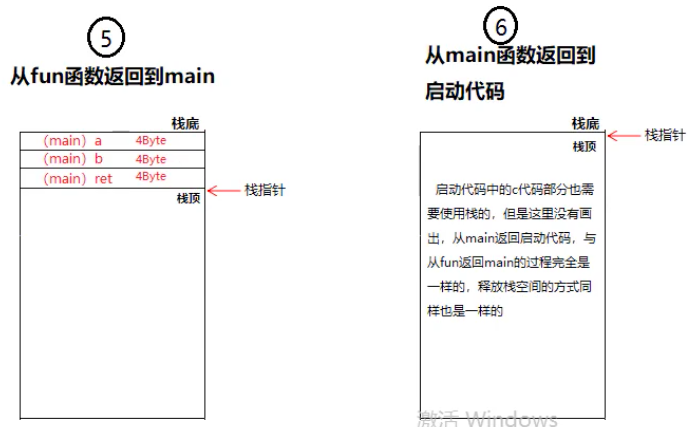 ⑤
从fun函数返回到main
栈底
（main）a 4Byte
（main）b 4Byte
（main）ret 4Byte
栈指针
栈顶
⑥
从main函数返回到
启动代码
栈底
栈指针
栈顶
启动代码中的c代码部分也需
要使用栈的，但是这里没有画
出，从main返回启动代码，与
从fun返回main的过程完全是
一样的，释放栈空间的方式同
样也是一样的
激活 Windows